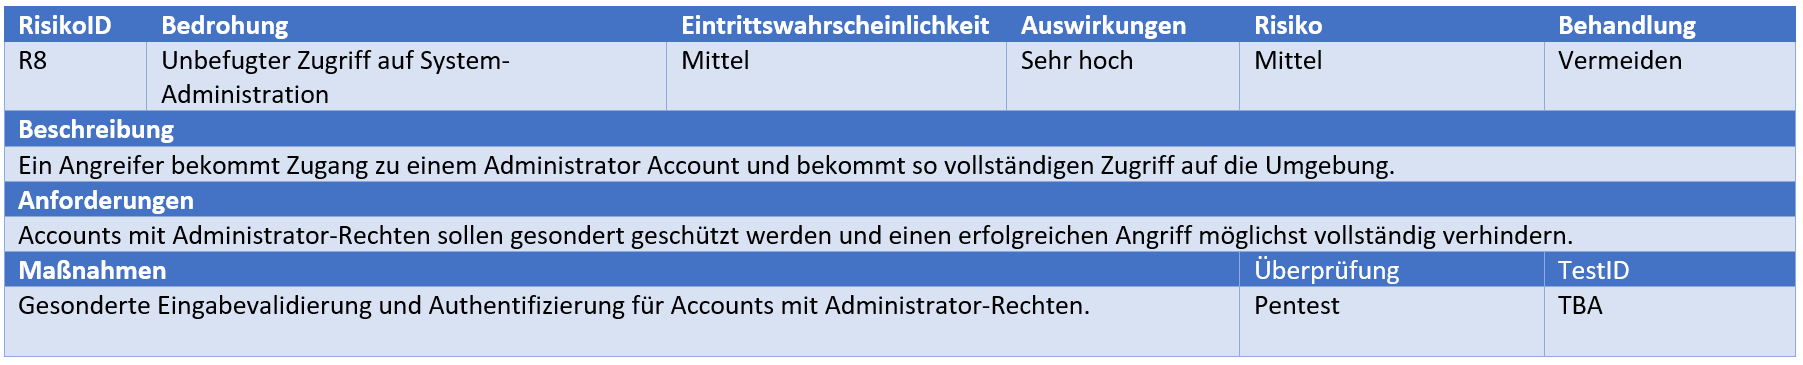 RisikoID Bedrohung Eintrittswahrscheinlichkeit Auswirkungen Risiko Behandlung
R8 Unbefugter Zugriff auf System- Mittel Sehr hoch Mittel Vermeiden
Administration
Beschreibung
Ein Angreifer bekommt Zugang zu einem Administrator Account und bekommt so vollständigen Zugriff auf die Umgebung.
Anforderungen
Accounts mit Administrator-Rechten sollen gesondert geschützt werden und einen erfolgreichen Angriff möglichst vollständig verhindern.
Maßnahmen Überprüfung TestID
Gesonderte Eingabevalidierung und Authentifizierung für Accounts mit Administrator-Rechten. Pentest TBA